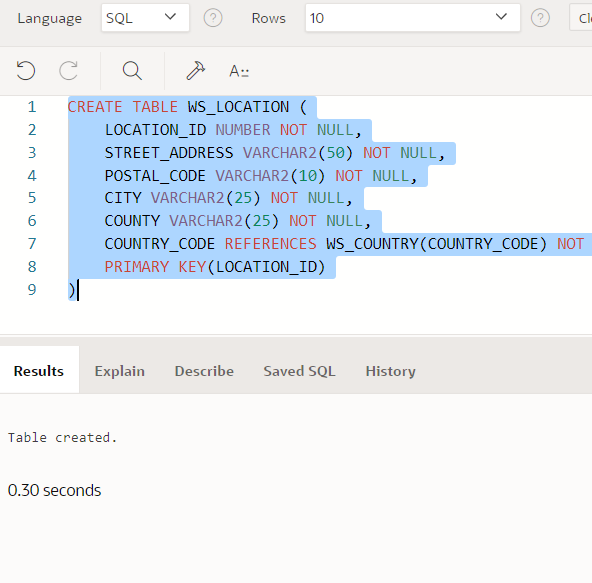 Language SQL Rows 10 Cl
A::
1 CREATE TABLE WS_LOCATION (
2 LOCATION_ID NUMBER NOT NULL,
3 STREET_ADDRESS VARCHAR2(50) NOT NULL,
4 POSTAL_CODE VARCHAR2(10) NOT NULL,
5 CITY VARCHAR2(25) NOT NULL,
6 COUNTY VARCHAR2(25) NOT NULL,
7 COUNTRY_CODE REFERENCES WS_COUNTRY(COUNTRY_CODE) NOT
8 PRIMARY KEY(LOCATION_ID)
9 )
Results Explain Describe Saved SQL History
Table created.
0.30 seconds